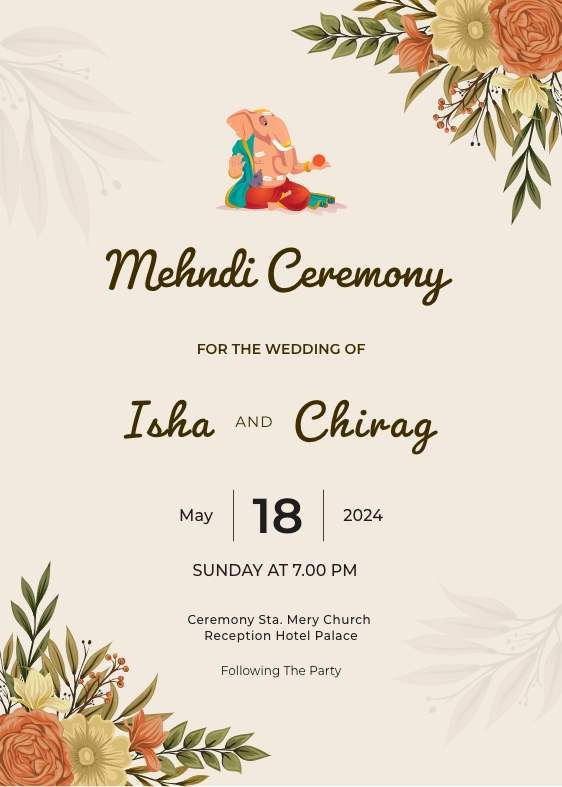 Mehndi Ceremony
FOR THE WEDDING OF
Isha AND Chirag
May 18 2024
SUNDAY AT 7.00 PM
Ceremony Sta. Mery Church
Reception Hotel Palace
Following The Party